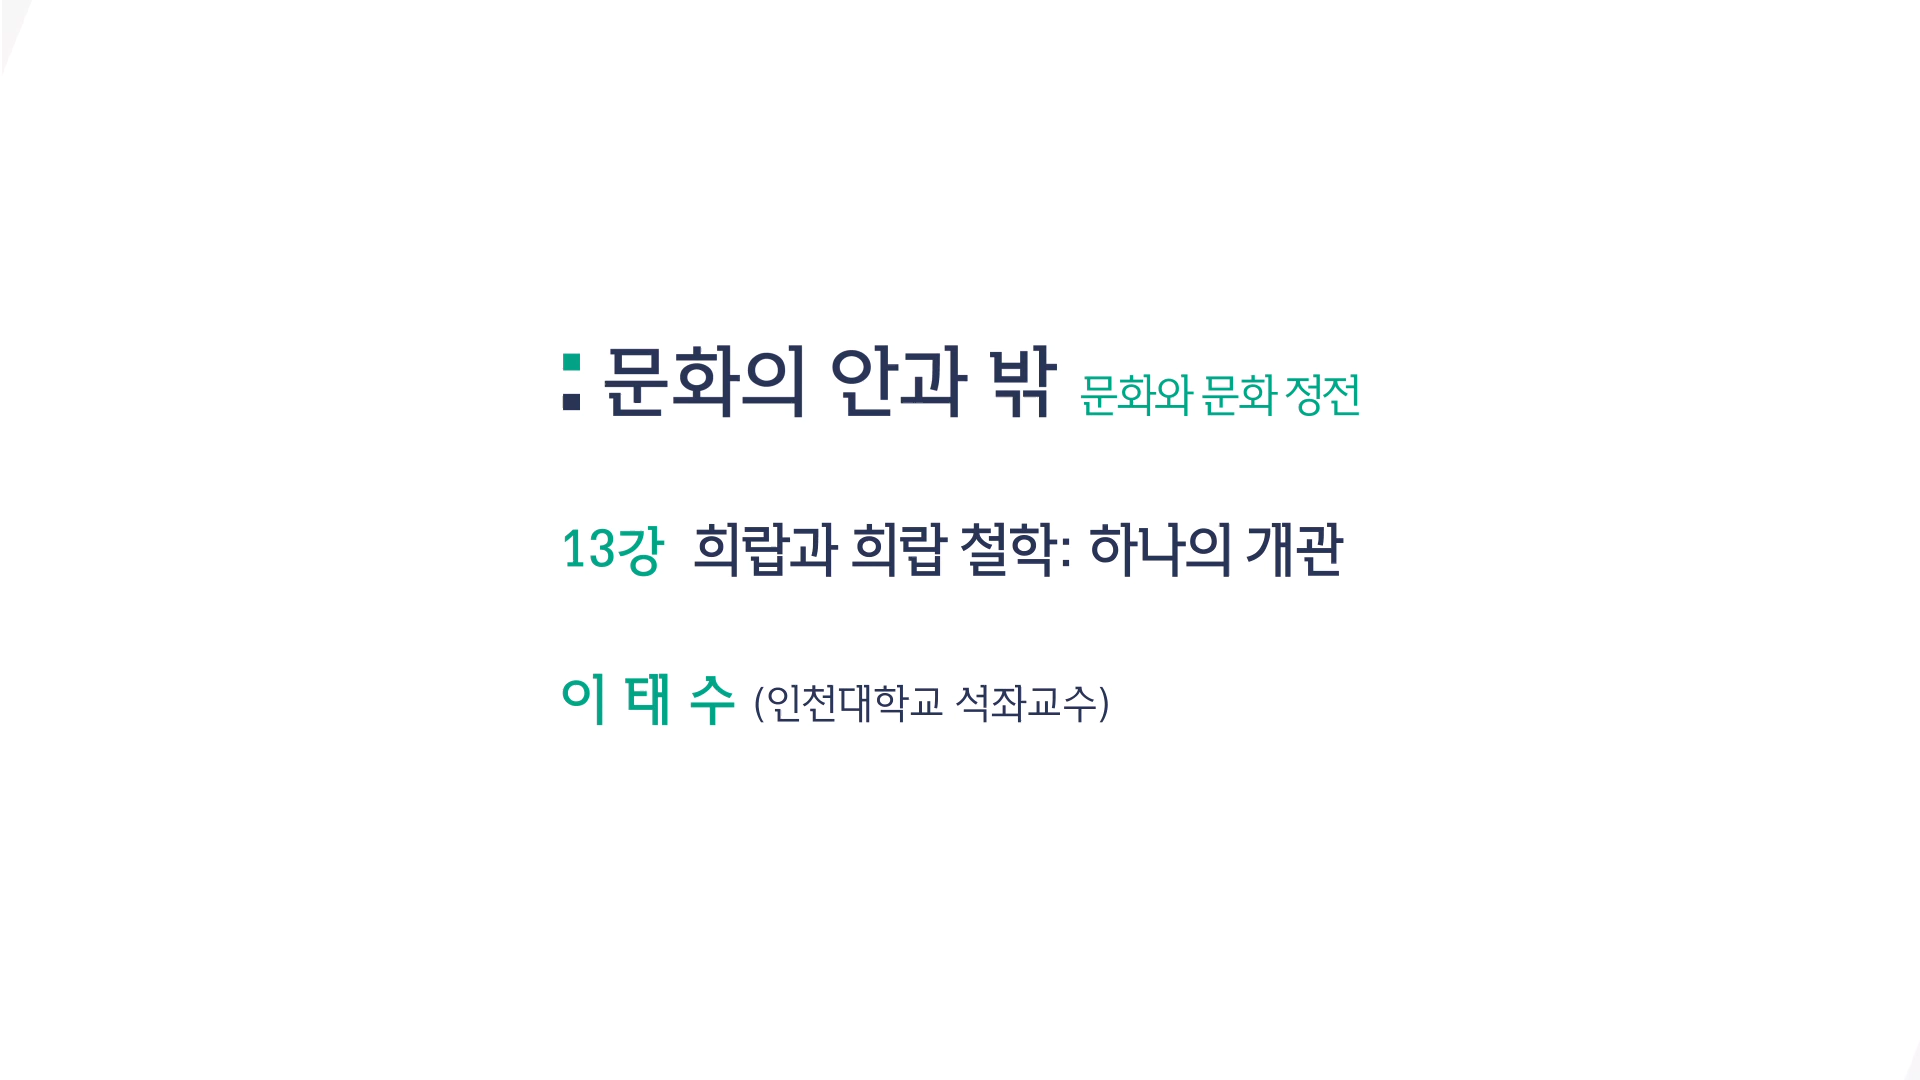 문화의 안과 밖 문화와 문화 정전
13강 희랍과 희랍 철학: 하나의 개관
이 태 수 (인천대학교 석좌교수)